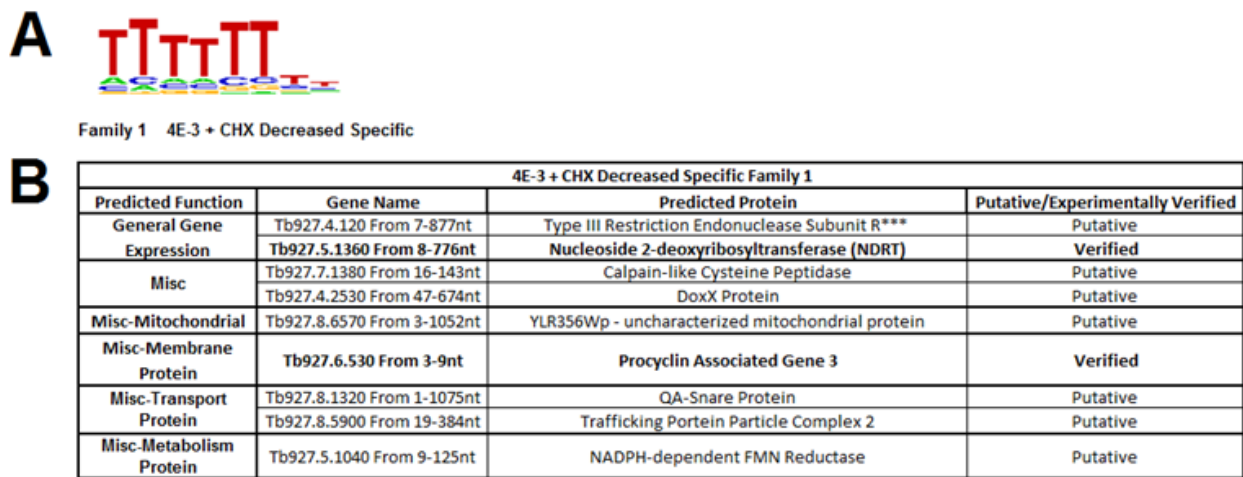 A
Family 1 4E-3 + CHX Decreased Specific
B
4E-3 + CHX Decreased Specific Family 1
Predicted Function Gene Name Predicted Protein Putative/Experimentally Verified
General Gene Expression Tb927.4.120 From 7-877nt Type III Restriction Endonuclease Subunit R*** Putative
Tb927.5.1360 From 8-776nt Nucleoside 2-deoxyribosyltransferase (NDRT) Verified
Misc Tb927.7.1380 From 16-143nt Calpain-like Cysteine Peptidase Putative
Tb927.4.2530 From 47-674nt DoxX Protein Putative
Misc-Mitochondrial Tb927.8.6570 From 3-1052nt YLR356Wp - uncharacterized mitochondrial protein Putative
Misc-Membrane Protein Tb927.6.530 From 3-9nt Procyclin Associated Gene 3 Verified
Misc-Transport Protein Tb927.8.1320 From 1-1075nt QA-Snare Protein Putative
Tb927.8.5900 From 19-384nt Trafficking Portein Particle Complex 2 Putative
Misc-Metabolism Protein Tb927.5.1040 From 9-125nt NADPH-dependent FMN Reductase Putative